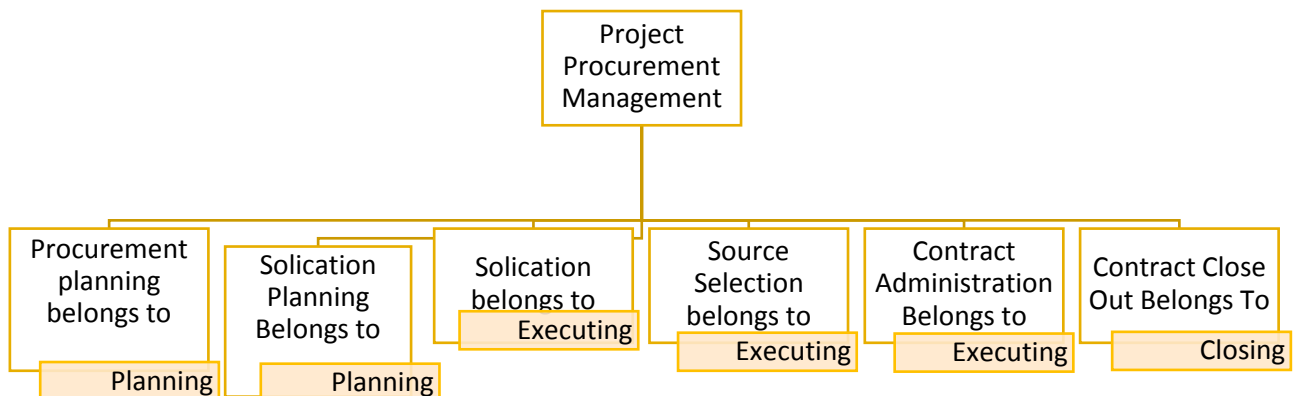 Project
Procurement
Management
Procurement
planning
belongs to
Planning
Solication
Planning
Belongs to
Planning
Solication
belongs to
Executing
Source
Selection
belongs to
Executing
Contract
Administration
Belongs to
Executing
Contract Close
Out Belongs To
Closing